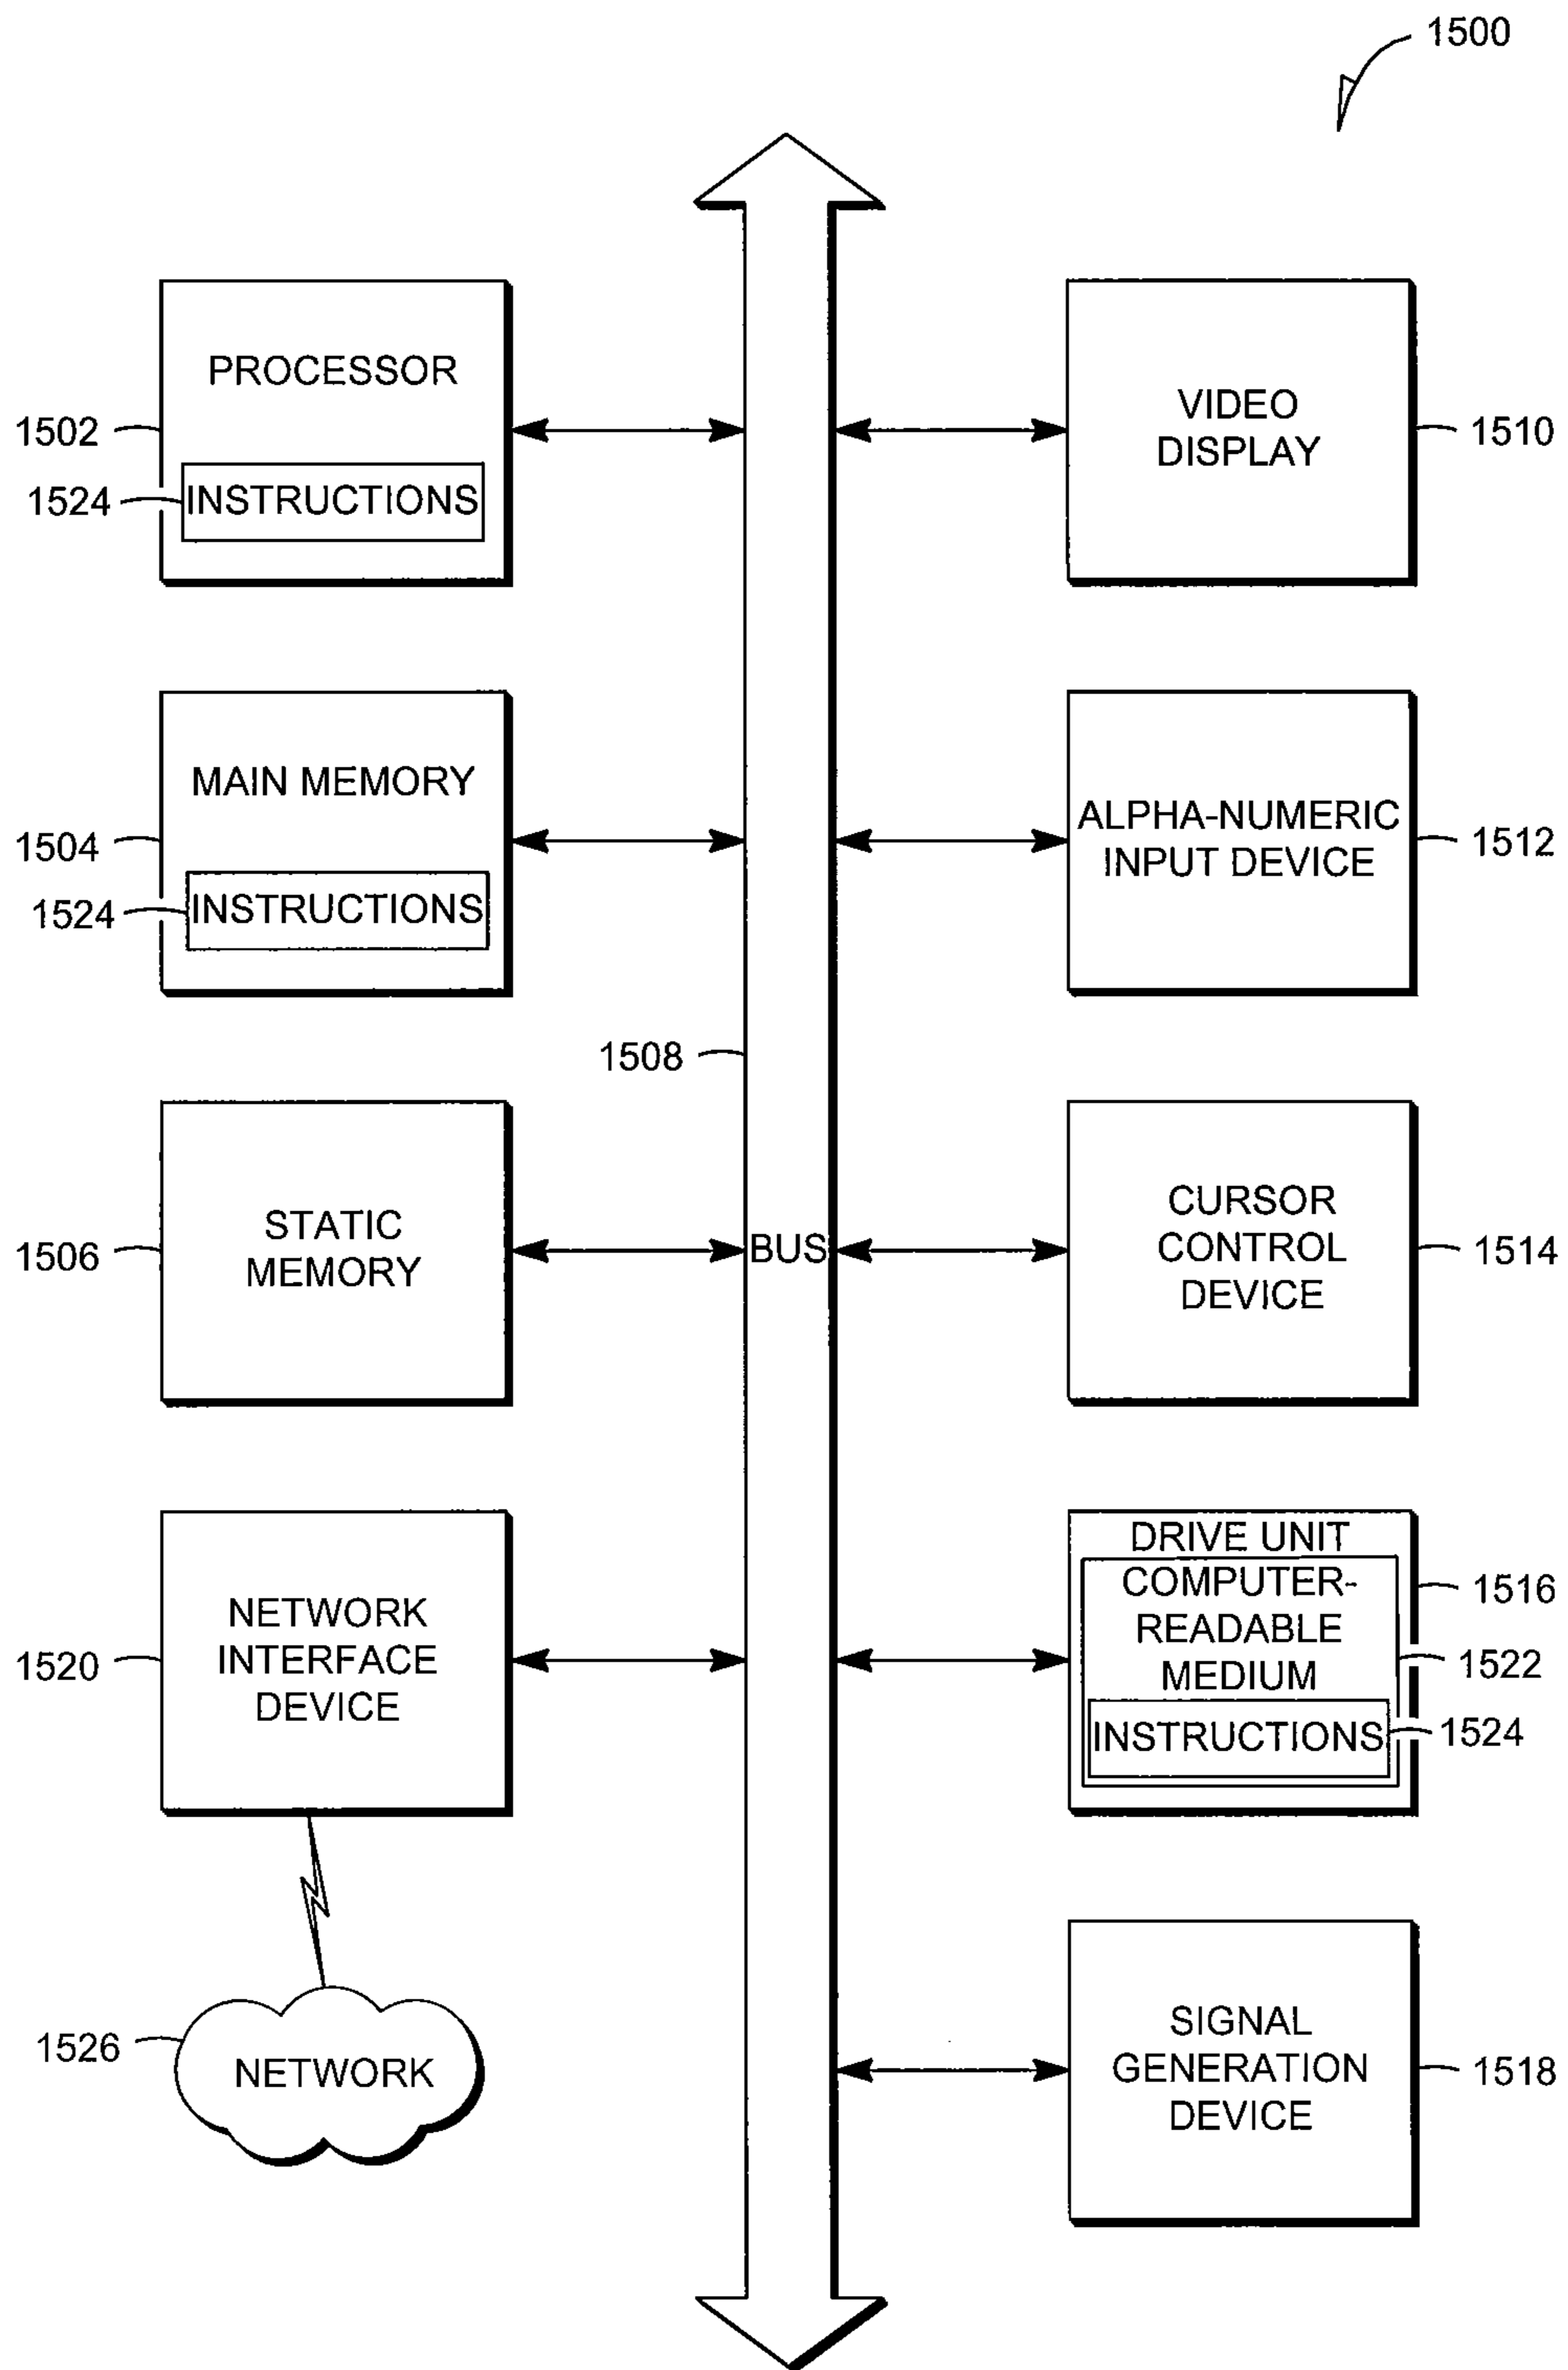 1500
PROCESSOR
1502
1524
INSTRUCTIONS
VIDEO
DISPLAY
1510
MAIN MEMORY
1504
1524
INSTRUCTIONS
ALPHA-NUMERIC
INPUT DEVICE
1512
1508
STATIC
MEMORY
1506
BUS
CURSOR
CONTROL
DEVICE
1514
NETWORK
INTERFACE
DEVICE
1520
DRIVE UNIT
COMPUTER-
READABLE
MEDIUM
INSTRUCTIONS
1516
1522
1524
1526
NETWORK
SIGNAL
GENERATION
DEVICE
1518